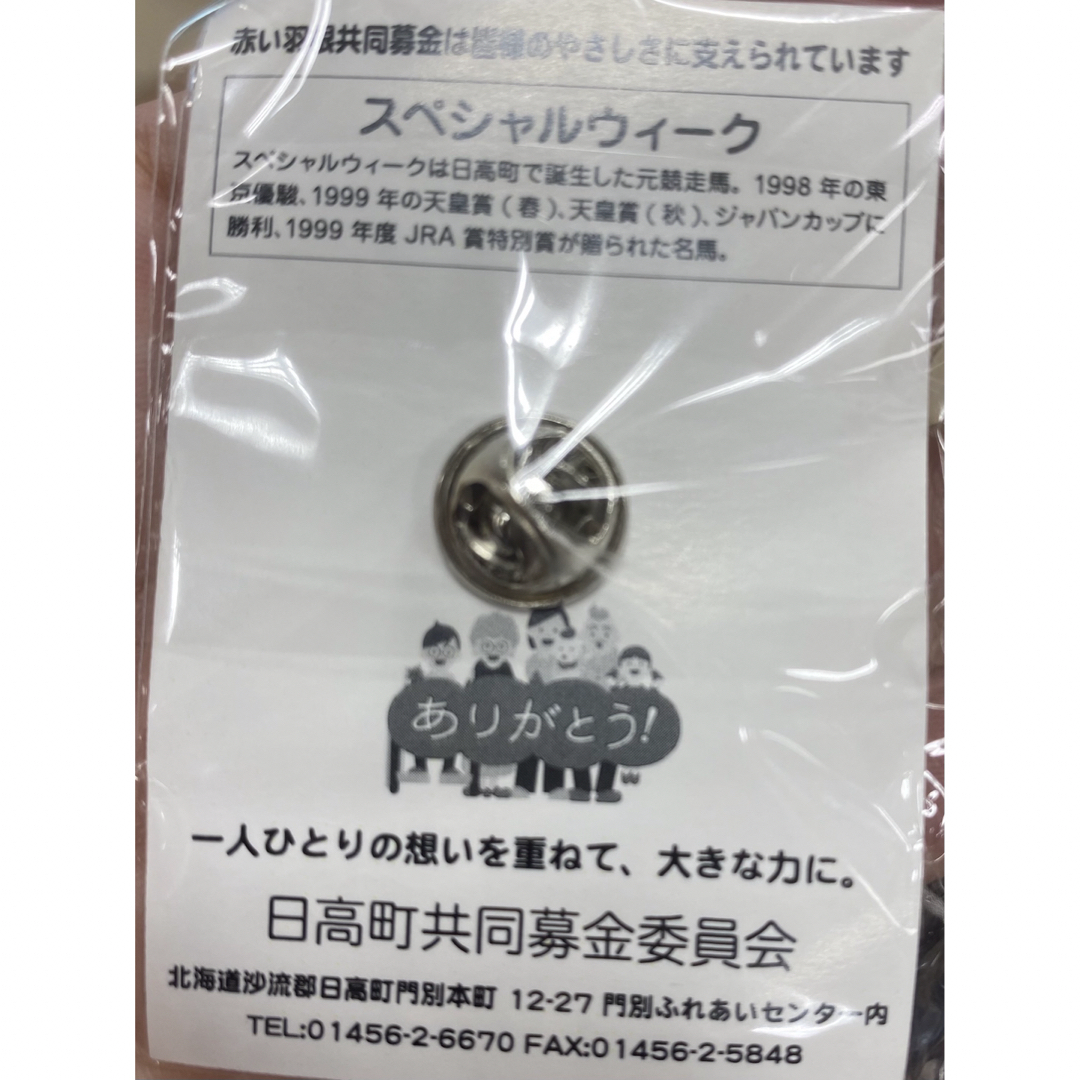 赤い羽根共同募金は皆様のやさしさに支えられています
スペシャルウィーク
スペシャルウィークは日高町で誕生した元競走馬。1998 年の東
京優駿、1999 年の天皇賞 ( 春 )、天皇賞 ( 秋 )、ジャパンカップに
勝利、1999 年度 JRA 賞特別賞が贈られた名馬。
ありがとう!
一人ひとりの想いを重ねて、大きな力に。
日高町共同募金委員会
北海道沙流郡日高町門別本町 12-27 門別ふれあいセンター内
TEL:01456-2-6670 FAX:01456-2-5848